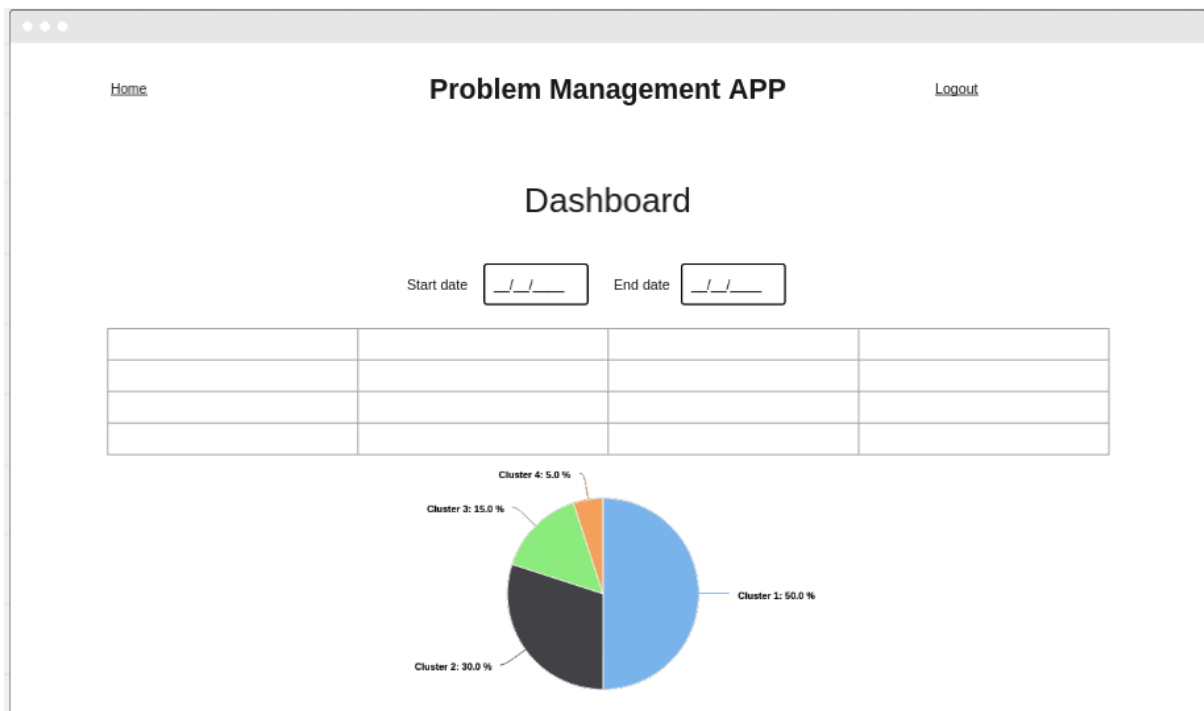 Home Problem Management APP Logout
Dashboard
Start date __/__/____ End date __/__/____
Cluster 4: 5.0 %
Cluster 3: 15.0 %
Cluster 1: 50.0 %
Cluster 2: 30.0 %